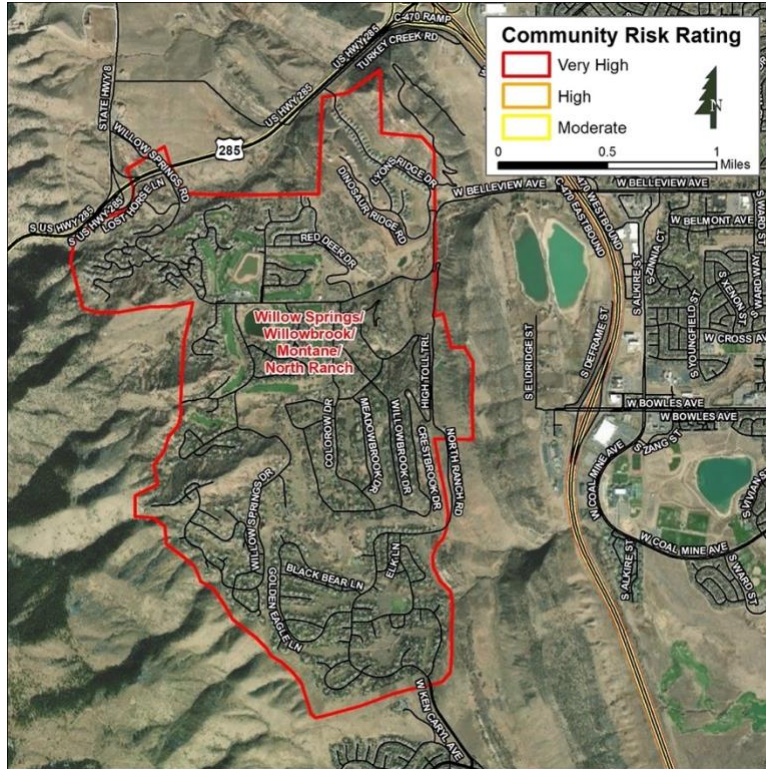 Community Risk Rating
Very High
High
Moderate
N
0
0.5
1
Miles
C-470 RAMP
TURKEY CREEK RD
US HWY 285
US HWY 285
STATE HWY 8
285
WILLOW SPRINGS RD
LOST HORSE LN
S US HWY 285
S US HWY 285
LYONS RIDGE DR
DINOSAUR RIDGE RD
W BELLEVIEW AVE
W BELLEVIEW AVE
470 WESTBOUND
C-470 EASTBOUND
W BELMONT AVE
S WARD ST
S WARD WAY
S ZINNIA CT
S ALKIRE ST
S XENON ST
S YOUNGFIELD ST
W CROSS AV
RED DEER DR
Willow Springs/
Willowbrook/
Montane/
North Ranch
HIGH TOLL TRL
S ELDRIDGE ST
S DEFRAME ST
W BOWLES AVE
W BOWLES AVE
COLOROW DR
MEADOWBROOK DR
WILLOWBROOK DR
CRESTBROOK DR
NORTH RANCH RD
S ZANG ST
W COAL MINE AVE
S VIVIAN ST
WILLOW SPRINGS DR
W COAL MINE AVE
S ALKIRE ST
S WARD ST
ELK LN
BLACK BEAR LN
GOLDEN EAGLE LN
W KEN CARYL AVE